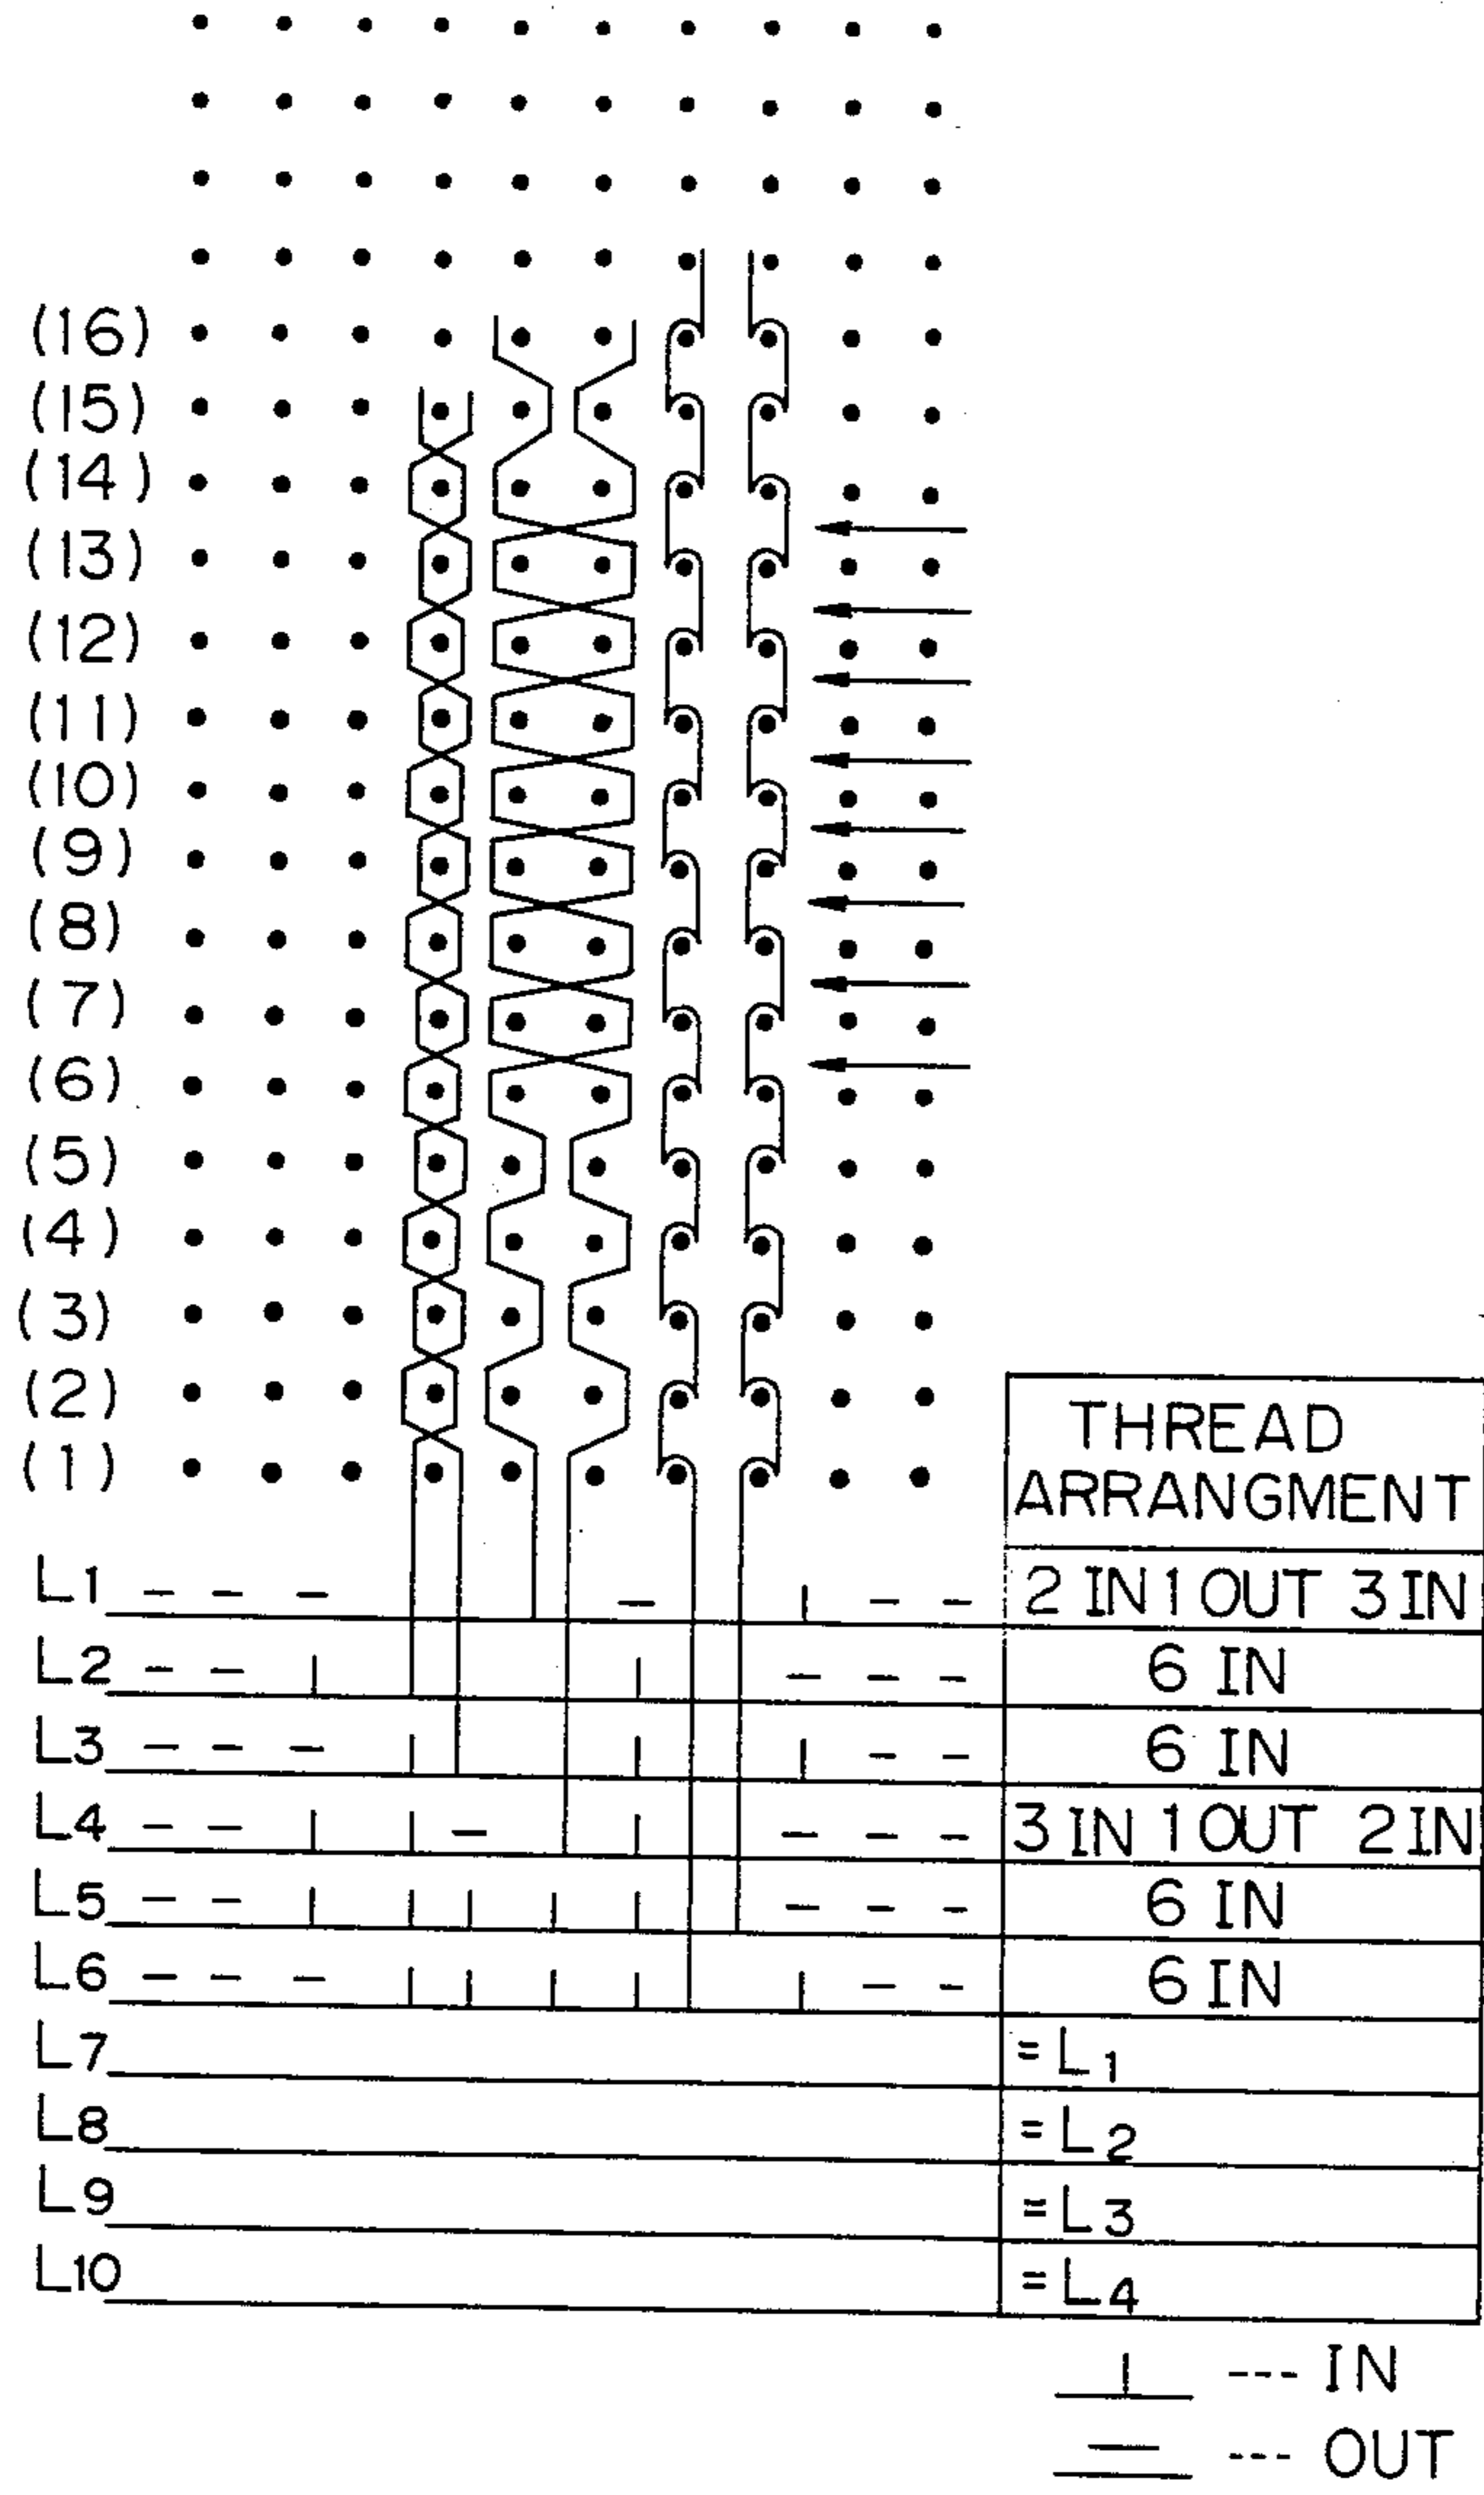 (16)
(15)
(14)
(13)
(12)
(11)
(10)
(9)
(8)
(7)
(6)
(5)
(4)
(3)
(2)
(1)
THREAD
ARRANGMENT
L1 2 IN 1 OUT 3 IN
L2 6 IN
L3 6 IN
L4 3 IN 1 OUT 2 IN
L5 6 IN
L6 6 IN
L7 =L1
L8 =L2
L9 =L3
L10 =L4
--- IN
--- OUT